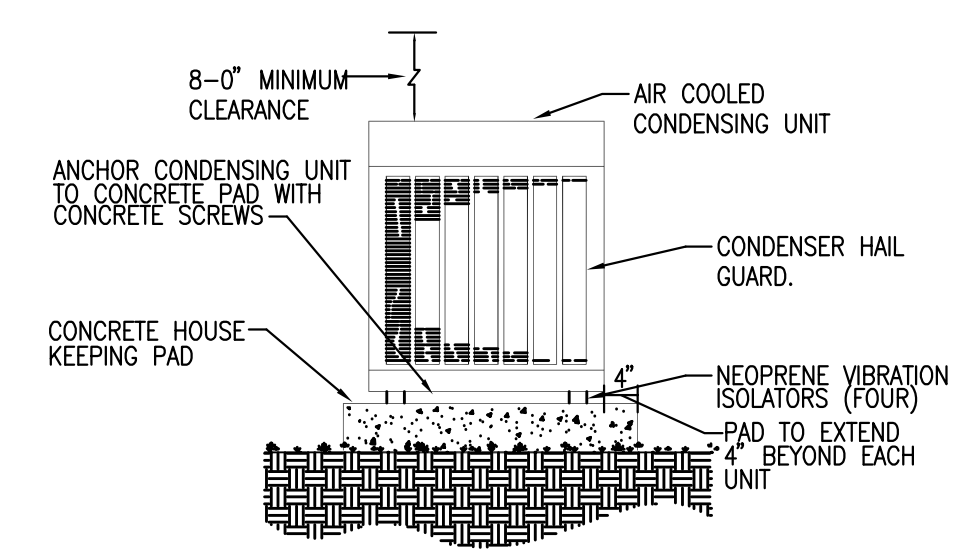 8-0" MINIMUM
CLEARANCE
AIR COOLED
CONDENSING UNIT
ANCHOR CONDENSING UNIT
TO CONCRETE PAD WITH
CONCRETE SCREWS
CONDENSER HAIL
GUARD.
CONCRETE HOUSE
KEEPING PAD
4"
NEOPRENE VIBRATION
ISOLATORS (FOUR)
PAD TO EXTEND
4" BEYOND EACH
UNIT